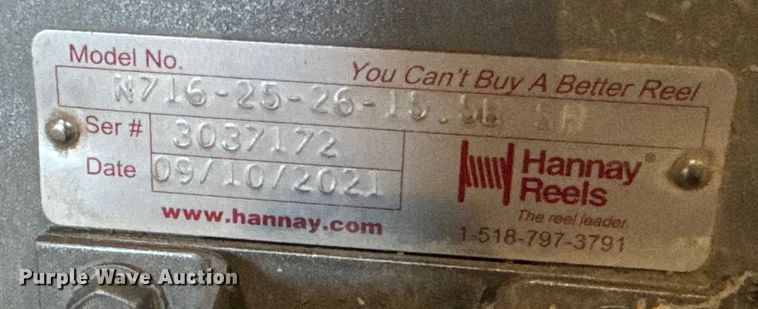 Model No.
You Can't Buy A Better Reel
N716-25-26-15.5E
Ser # 3037172
Date 09/10/2021
Hannay®
Reels
The reel leader.
www.hannay.com
1-518-797-3791
Purple Wave Auction